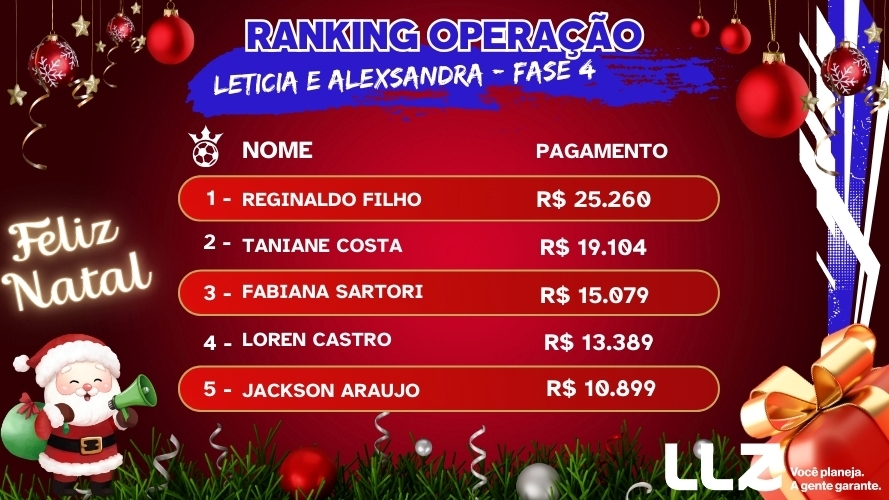 RANKING OPERAÇÃO
LETICIA E ALEXSANDRA - FASE 4
NOME PAGAMENTO
1 - REGINALDO FILHO R$ 25.260
2 - TANIANE COSTA R$ 19.104
3 - FABIANA SARTORI R$ 15.079
4 - LOREN CASTRO R$ 13.389
5 - JACKSON ARAUJO R$ 10.899
Feliz
Natal
LLZ
Você planeja.
A gente garante.